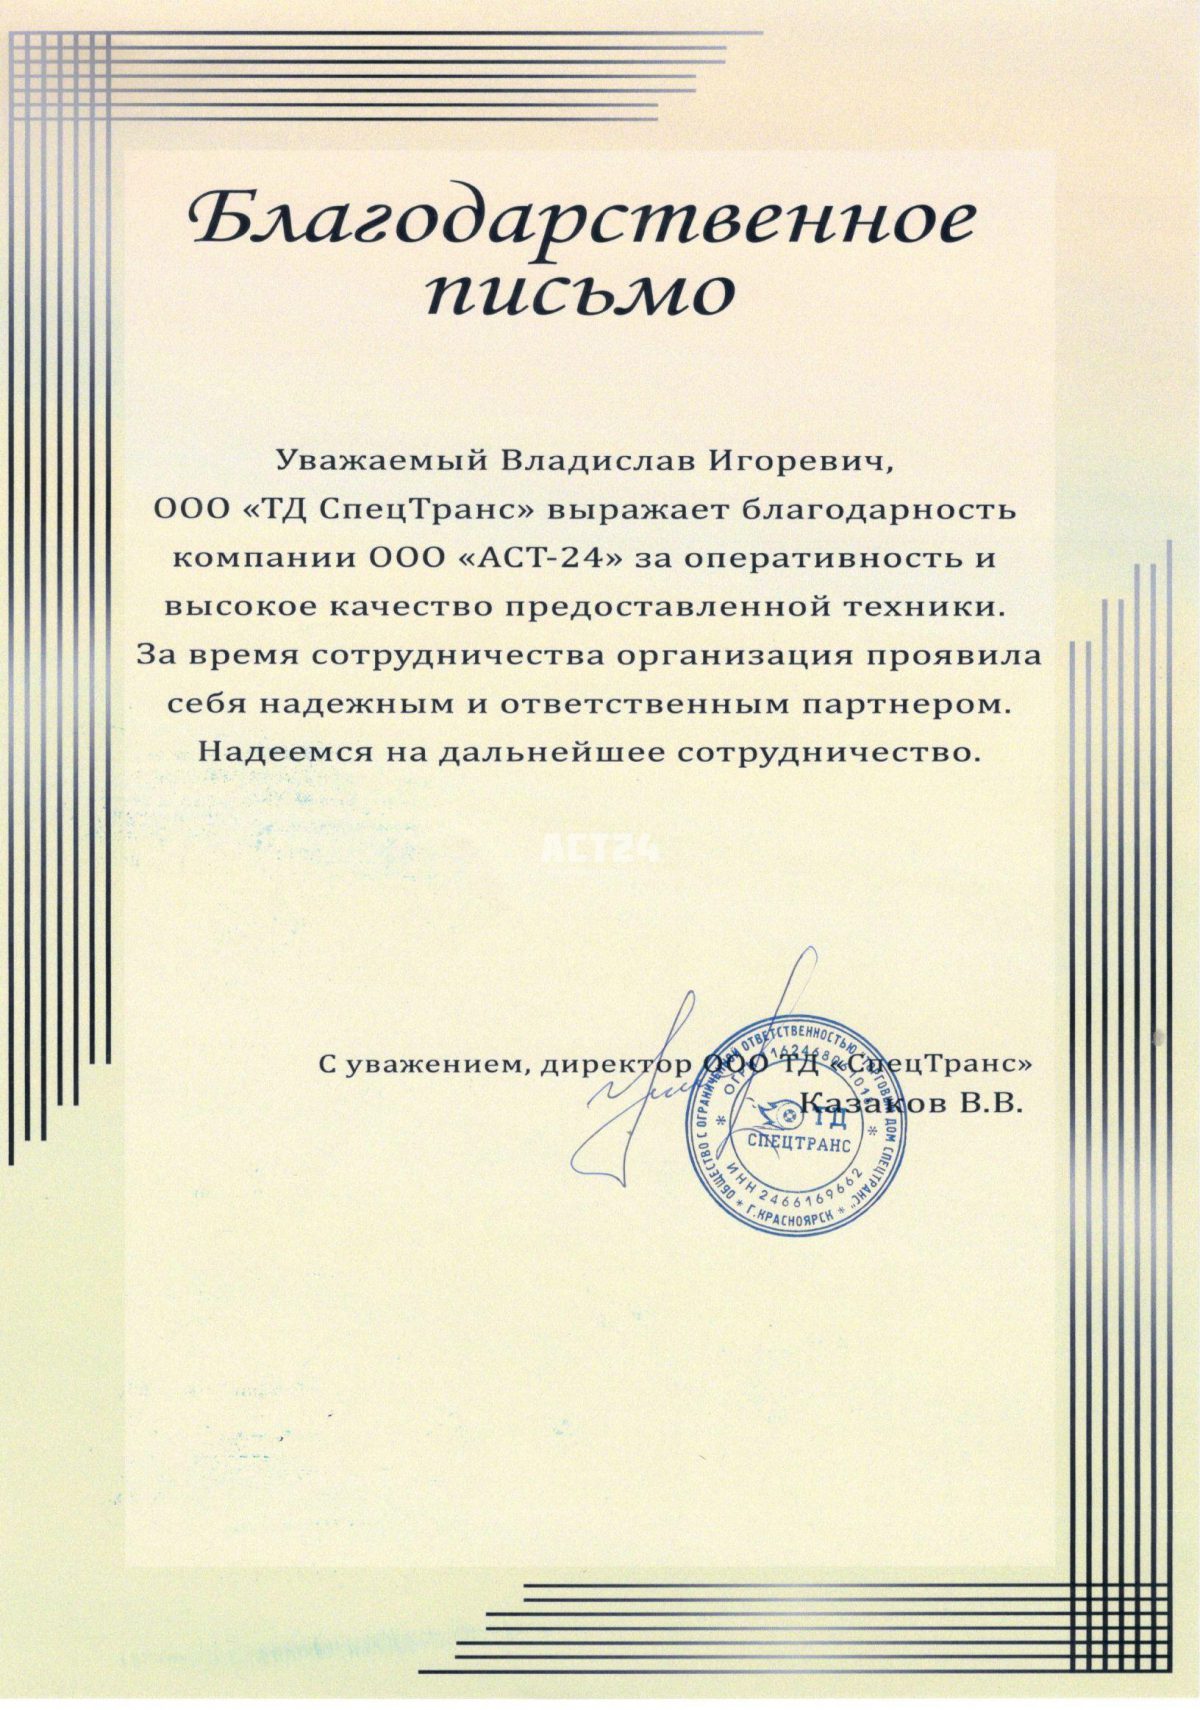 Благодарственное
письмо
Уважаемый Владислав Игоревич,
ООО «ТД СпецТранс» выражает благодарность
компании ООО «АСТ-24» за оперативность и
высокое качество предоставленной техники.
За время сотрудничества организация проявила
себя надежным и ответственным партнером.
Надеемся на дальнейшее сотрудничество.
АСТ24
С уважением, директор ООО ТД «СпецТранс»
Казаков В.В.
ОБЩЕСТВО С ОГРАНИЧЕННОЙ ОТВЕТСТВЕННОСТЬЮ "ТОРГОВЫЙ ДОМ СПЕЦТРАНС"
* Г.КРАСНОЯРСК *
ОГРН
ТД
СПЕЦТРАНС
ИНН 2466169662